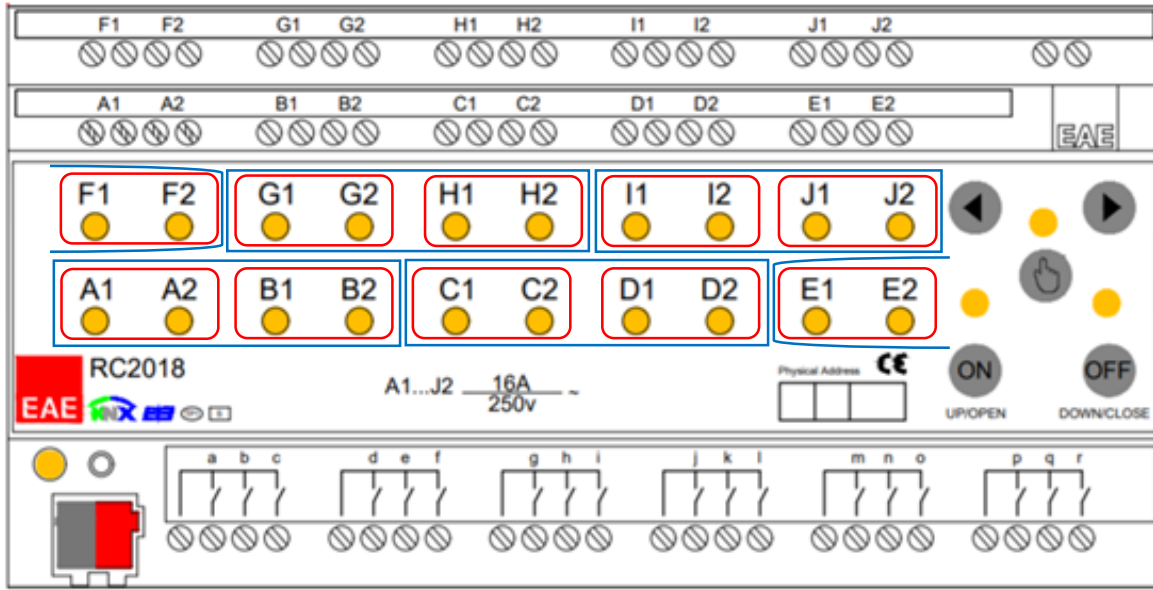 F1 F2 G1 G2 H1 H2 I1 I2 J1 J2
A1 A2 B1 B2 C1 C2 D1 D2 E1 E2
EAE
F1 F2 G1 G2 H1 H2 I1 I2 J1 J2
A1 A2 B1 B2 C1 C2 D1 D2 E1 E2
RC2018
EAE KNX
A1...J2 16A ~
250v
Physical Address CE
ON OFF
UP/OPEN DOWN/CLOSE
a b c d e f g h i j k l m n o p q r